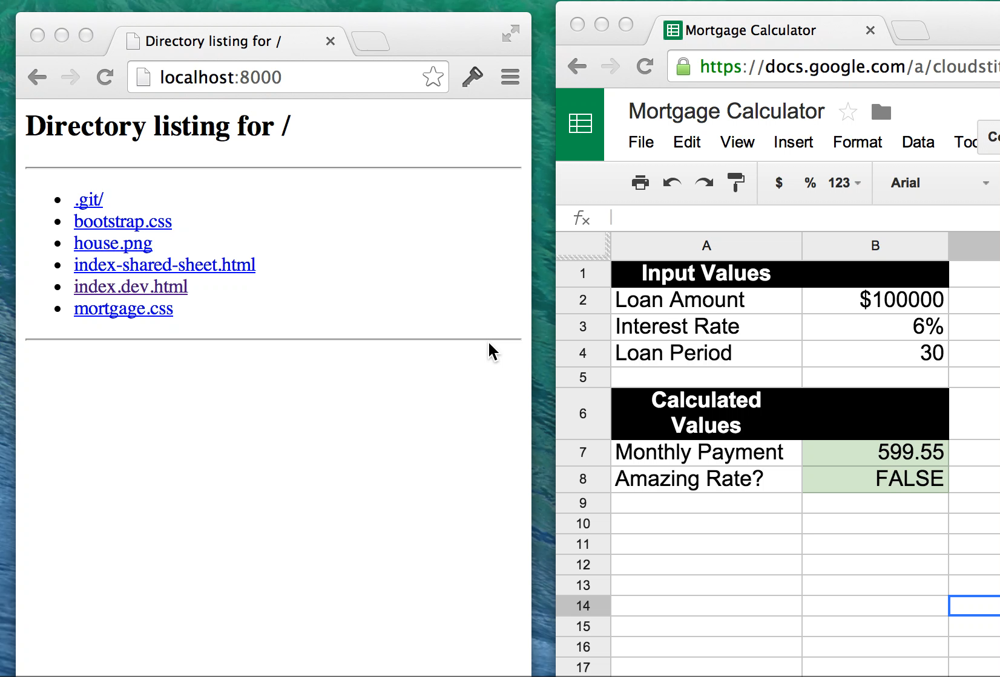 Directory listing for /
localhost:8000
Directory listing for /
.git/
bootstrap.css
house.png
index-shared-sheet.html
index.dev.html
mortgage.css
Mortgage Calculator
https://docs.google.com/a/cloudsti
Mortgage Calculator
File Edit View Insert Format Data Too
Co
$ % 123 Arial
fx
A B
1 Input Values
2 Loan Amount $100000
3 Interest Rate 6%
4 Loan Period 30
5
6 Calculated
Values
7 Monthly Payment 599.55
8 Amazing Rate? FALSE
9
10
11
12
13
14
15
16
17